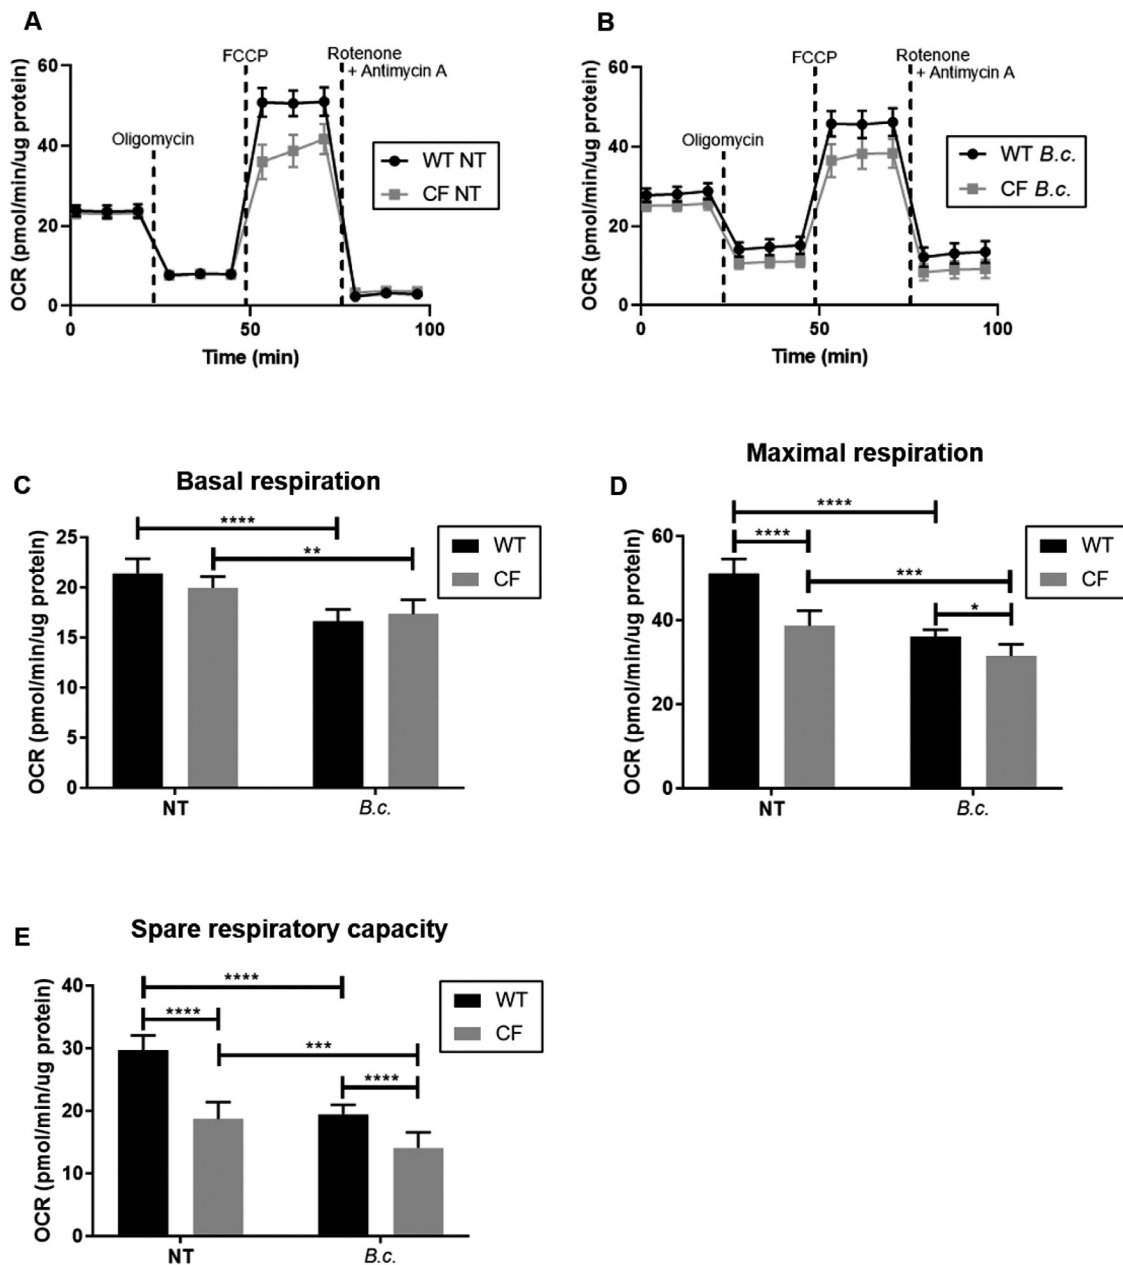 A
OCR (pmol/min/ug protein)
60
40
20
0
0
50
100
Time (min)
Oligomycin
FCCP
Rotenone
+ Antimycin A
WT NT
CF NT
B
OCR (pmol/min/ug protein)
60
40
20
0
0
50
100
Time (min)
Oligomycin
FCCP
Rotenone
+ Antimycin A
WT B.c.
CF B.c.
C
Basal respiration
OCR (pmol/min/ug protein)
25
20
15
10
5
0
****
**
WT
CF
NT
B.c.
D
Maximal respiration
OCR (pmol/min/ug protein)
60
40
20
0
****
****
***
*
WT
CF
NT
B.c.
E
Spare respiratory capacity
OCR (pmol/min/ug protein)
40
30
20
10
0
****
****
***
****
WT
CF
NT
B.c.